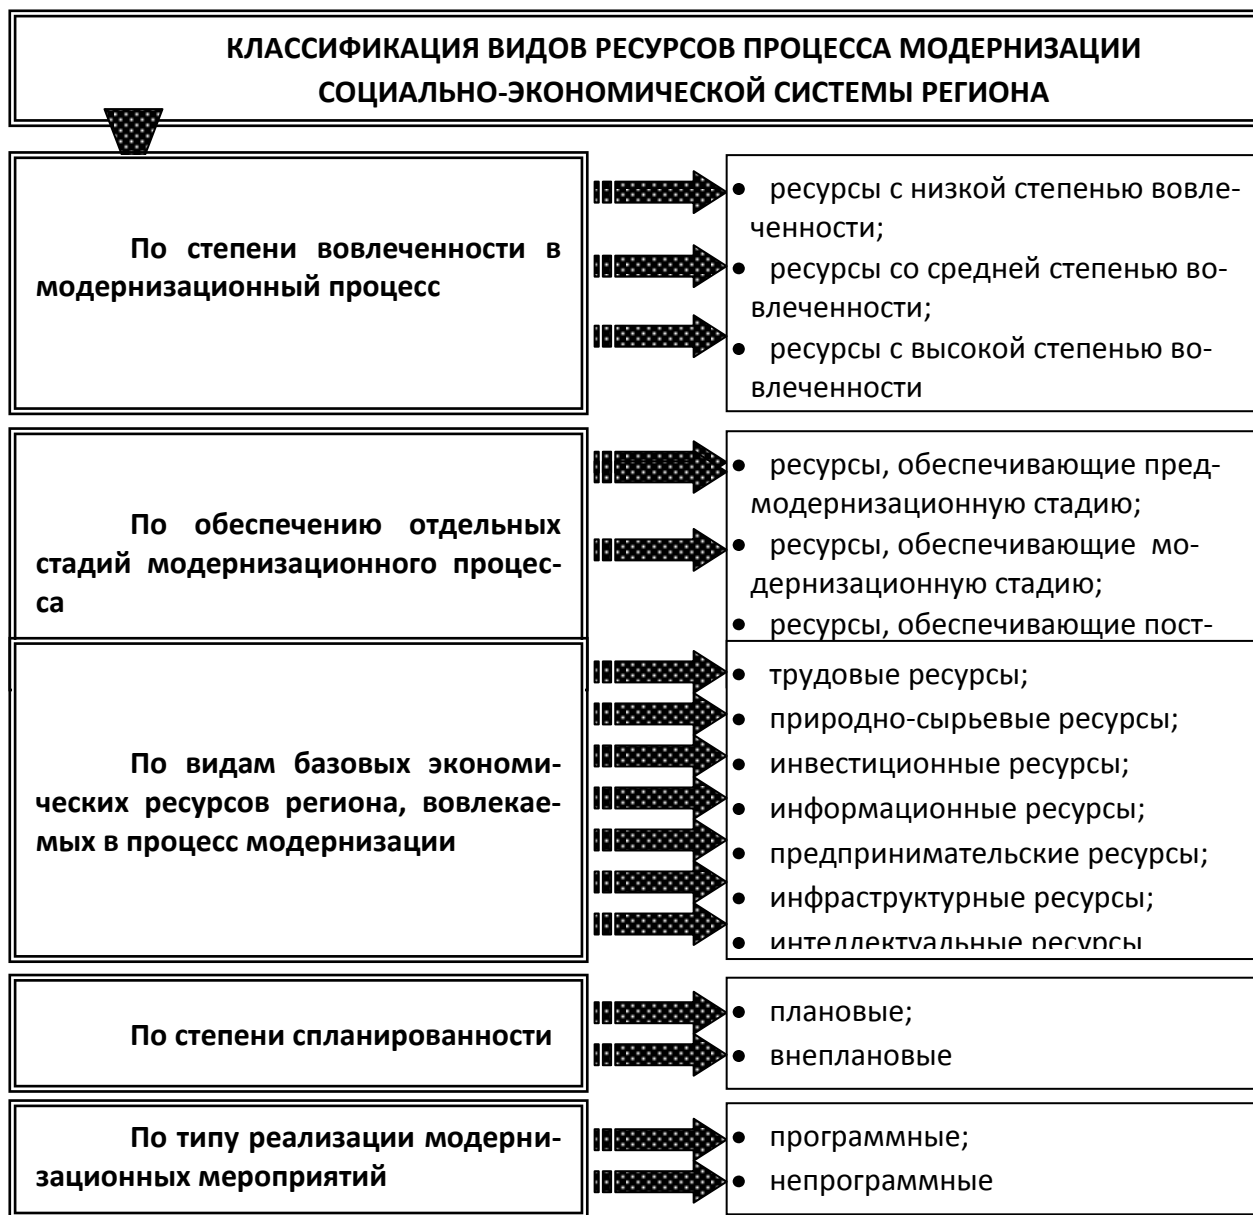 КЛАССИФИКАЦИЯ ВИДОВ РЕСУРСОВ ПРОЦЕССА МОДЕРНИЗАЦИИ
СОЦИАЛЬНО-ЭКОНОМИЧЕСКОЙ СИСТЕМЫ РЕГИОНА
По степени вовлеченности в
модернизационный процесс
• ресурсы с низкой степенью вовле-
ченности;
• ресурсы со средней степенью во-
влеченности;
• ресурсы с высокой степенью во-
влеченности
По обеспечению отдельных
стадий модернизационного процес-
са
• ресурсы, обеспечивающие пред-
модернизационную стадию;
• ресурсы, обеспечивающие мо-
дернизационную стадию;
• ресурсы, обеспечивающие пост-
По видам базовых экономи-
ческих ресурсов региона, вовлекае-
мых в процесс модернизации
• трудовые ресурсы;
• природно-сырьевые ресурсы;
• инвестиционные ресурсы;
• информационные ресурсы;
• предпринимательские ресурсы;
• инфраструктурные ресурсы;
• интеллектуальные ресурсы
По степени спланированности
• плановые;
• внеплановые
По типу реализации модерни-
зационных мероприятий
• программные;
• непрограммные